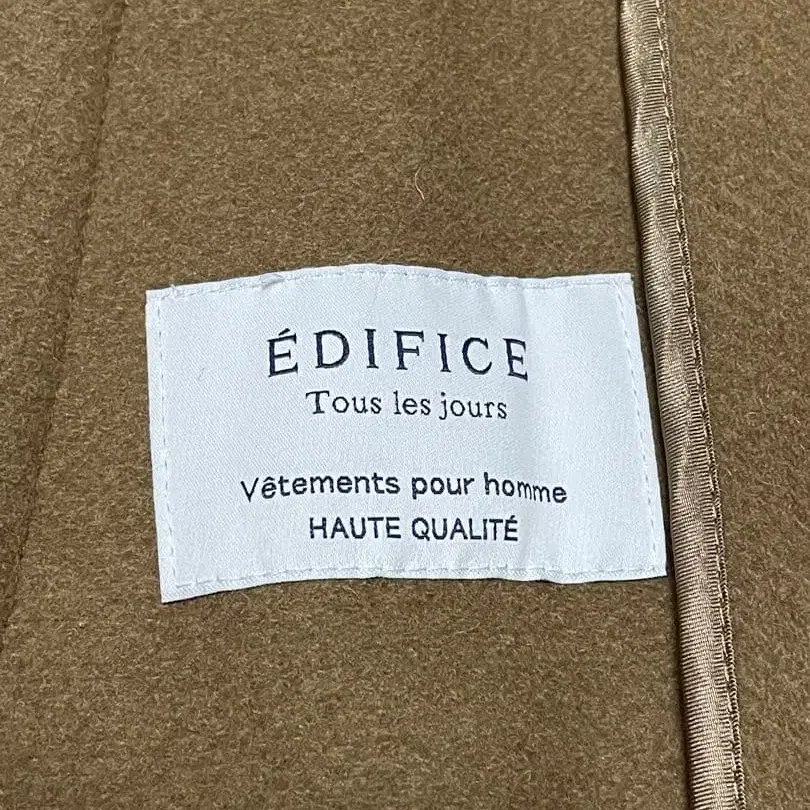 ÉDIFICE
Tous les jours
Vêtements pour homme
HAUTE QUALITÉ